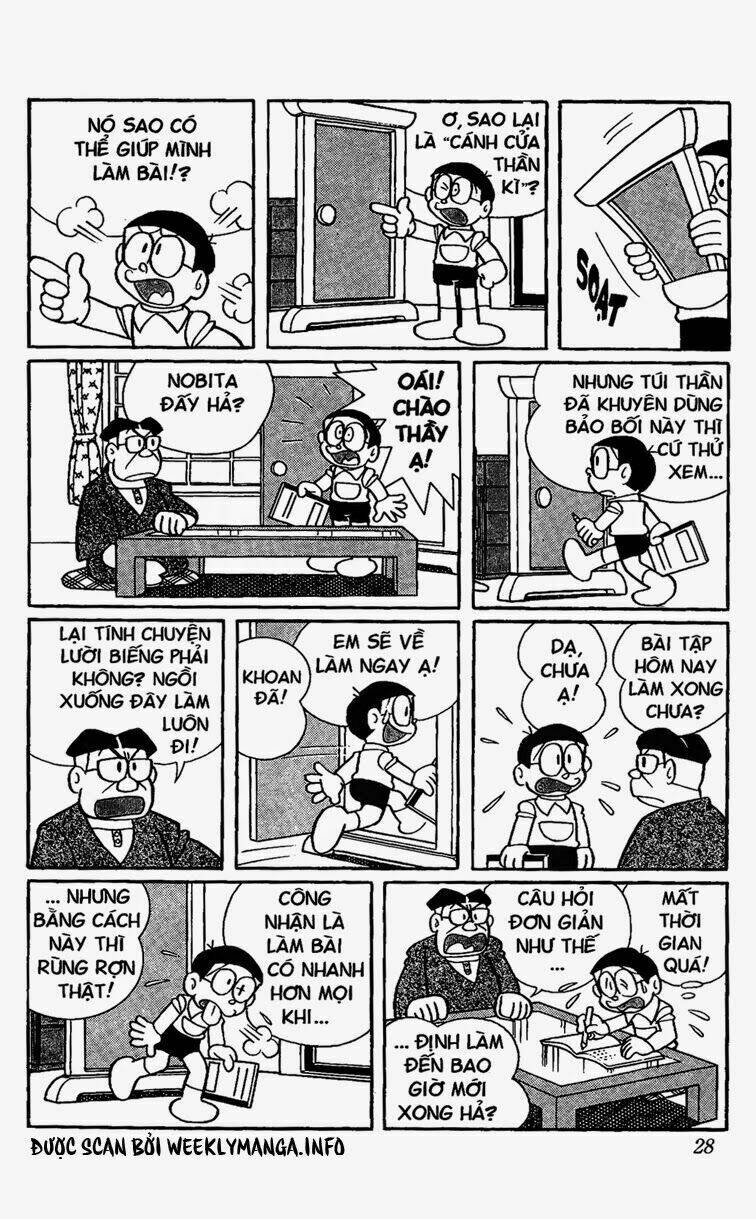 SOẠT
Ơ, SAO LẠI
LÀ "CÁNH CỬA
THẦN
KÌ"?
NÓ SAO CÓ
THỂ GIÚP MÌNH
LÀM BÀI!?
NHƯNG TÚI THẦN
ĐÃ KHUYÊN DÙNG
BẢO BỐI NÀY THÌ
CỨ THỬ
XEM...
OÁI!
CHÀO
THẦY
Ạ!
NOBITA
ĐẤY HẢ?
BÀI TẬP
HÔM NAY
LÀM XONG
CHƯA?
DẠ,
CHƯA
Ạ!
EM SẼ VỀ
LÀM NGAY Ạ!
KHOAN
ĐÃ!
LẠI TÍNH CHUYỆN
LƯỜI BIẾNG PHẢI
KHÔNG? NGỒI
XUỐNG ĐÂY LÀM
LUÔN
ĐI!
MẤT
THỜI
GIAN
QUÁ!
CÂU HỎI
ĐƠN GIẢN
NHƯ THẾ
...
... ĐỊNH LÀM
ĐẾN BAO
GIỜ MỚI
XONG HẢ?
CÔNG
NHẬN LÀ
LÀM BÀI
CÓ NHANH
HƠN MỌI
KHI...
... NHƯNG
BẰNG CÁCH
NÀY THÌ
RÙNG RỢN
THẬT!
ĐƯỢC SCAN BỞI WEEKLYMANGA.INFO
28